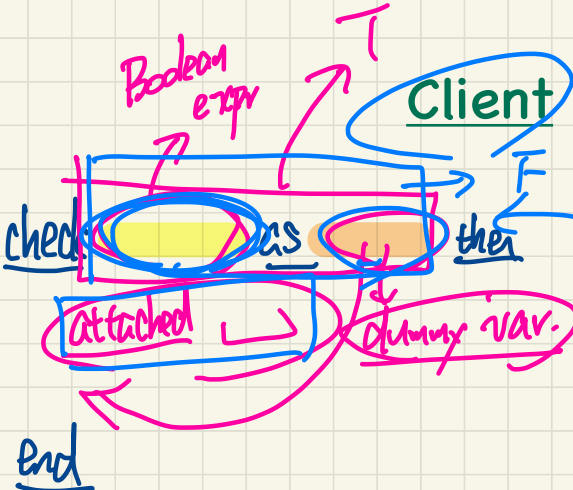 T
Boolean
expr
Client
F
check as then
attached dummy var.
end